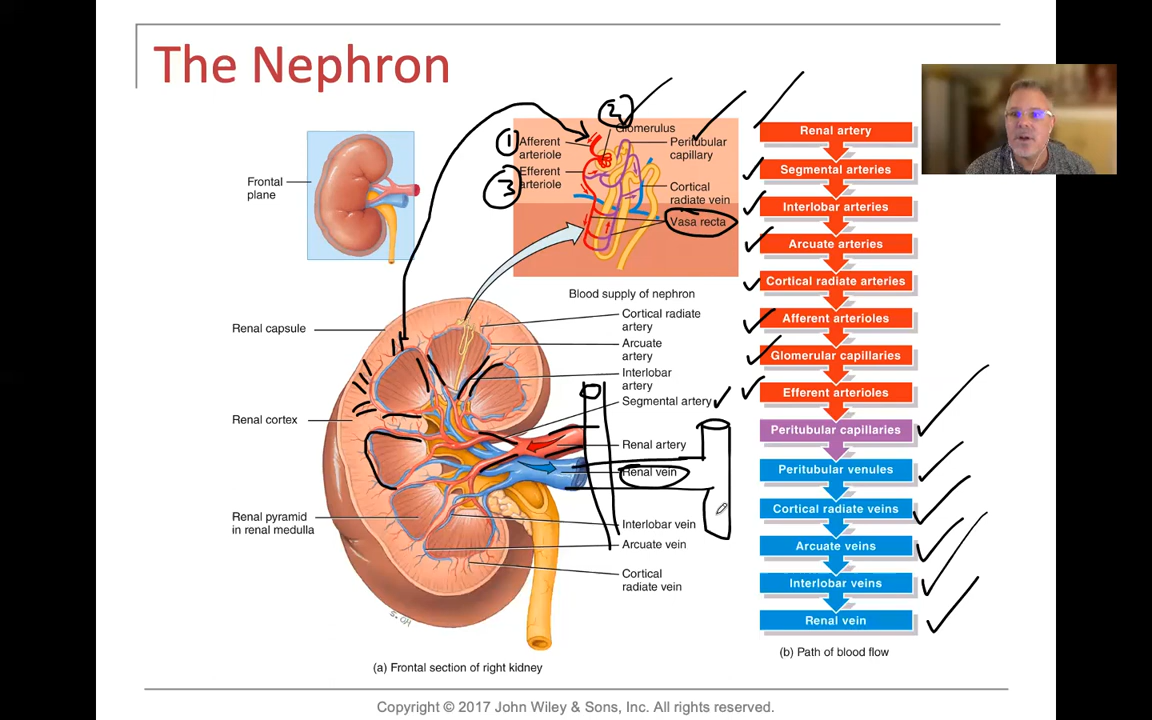 The Nephron
Frontal
plane
1
2
3
Afferent
arteriole
Glomerulus
Peritubular
capillary
Efferent
arteriole
Cortical
radiate vein
Vasa recta
Blood supply of nephron
Renal capsule
Renal cortex
Renal pyramid
in renal medulla
Cortical radiate
artery
Arcuate
artery
Interlobar
artery
Segmental artery
Renal artery
Renal vein
Interlobar vein
Arcuate vein
Cortical
radiate vein
(a) Frontal section of right kidney
Renal artery
Segmental arteries
Interlobar arteries
Arcuate arteries
Cortical radiate arteries
Afferent arterioles
Glomerular capillaries
Efferent arterioles
Peritubular capillaries
Peritubular venules
Cortical radiate veins
Arcuate veins
Interlobar veins
Renal vein
(b) Path of blood flow
Copyright © 2017 John Wiley & Sons, Inc. All rights reserved.